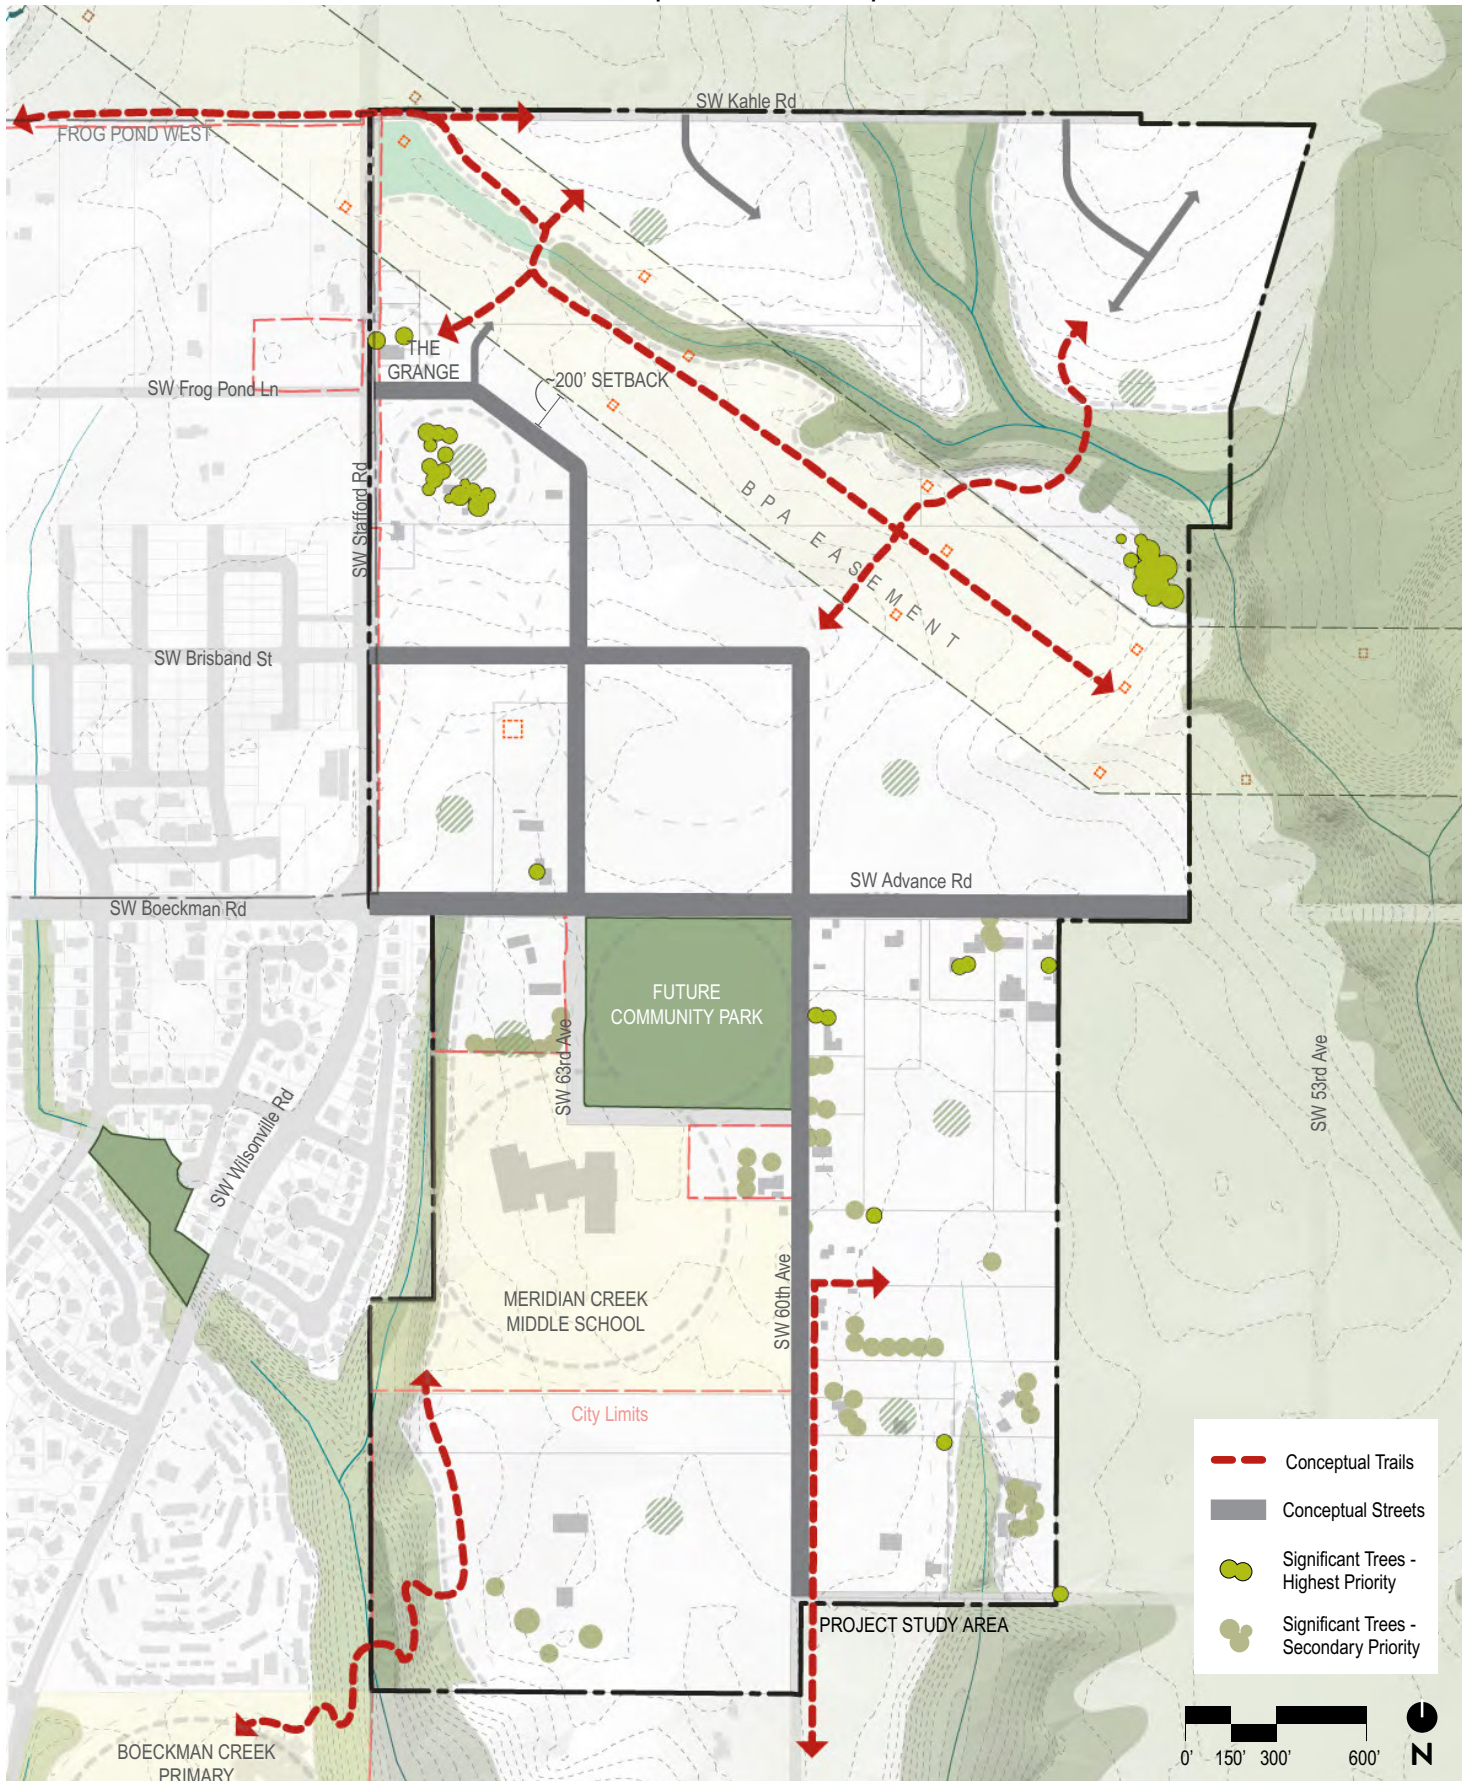 SW Kahle Rd
FROG POND WEST
THE
GRANGE
SW Frog Pond Ln
~200' SETBACK
SW Stafford Rd
BPA EASEMENT
SW Brisband St
SW Advance Rd
SW Boeckman Rd
FUTURE
COMMUNITY PARK
SW 63rd Ave
SW 53rd Ave
SW Wilsonville Rd
SW 60th Ave
MERIDIAN CREEK
MIDDLE SCHOOL
City Limits
PROJECT STUDY AREA
BOECKMAN CREEK
PRIMARY
Conceptual Trails
Conceptual Streets
Significant Trees -
Highest Priority
Significant Trees -
Secondary Priority
0' 150' 300' 600'
N